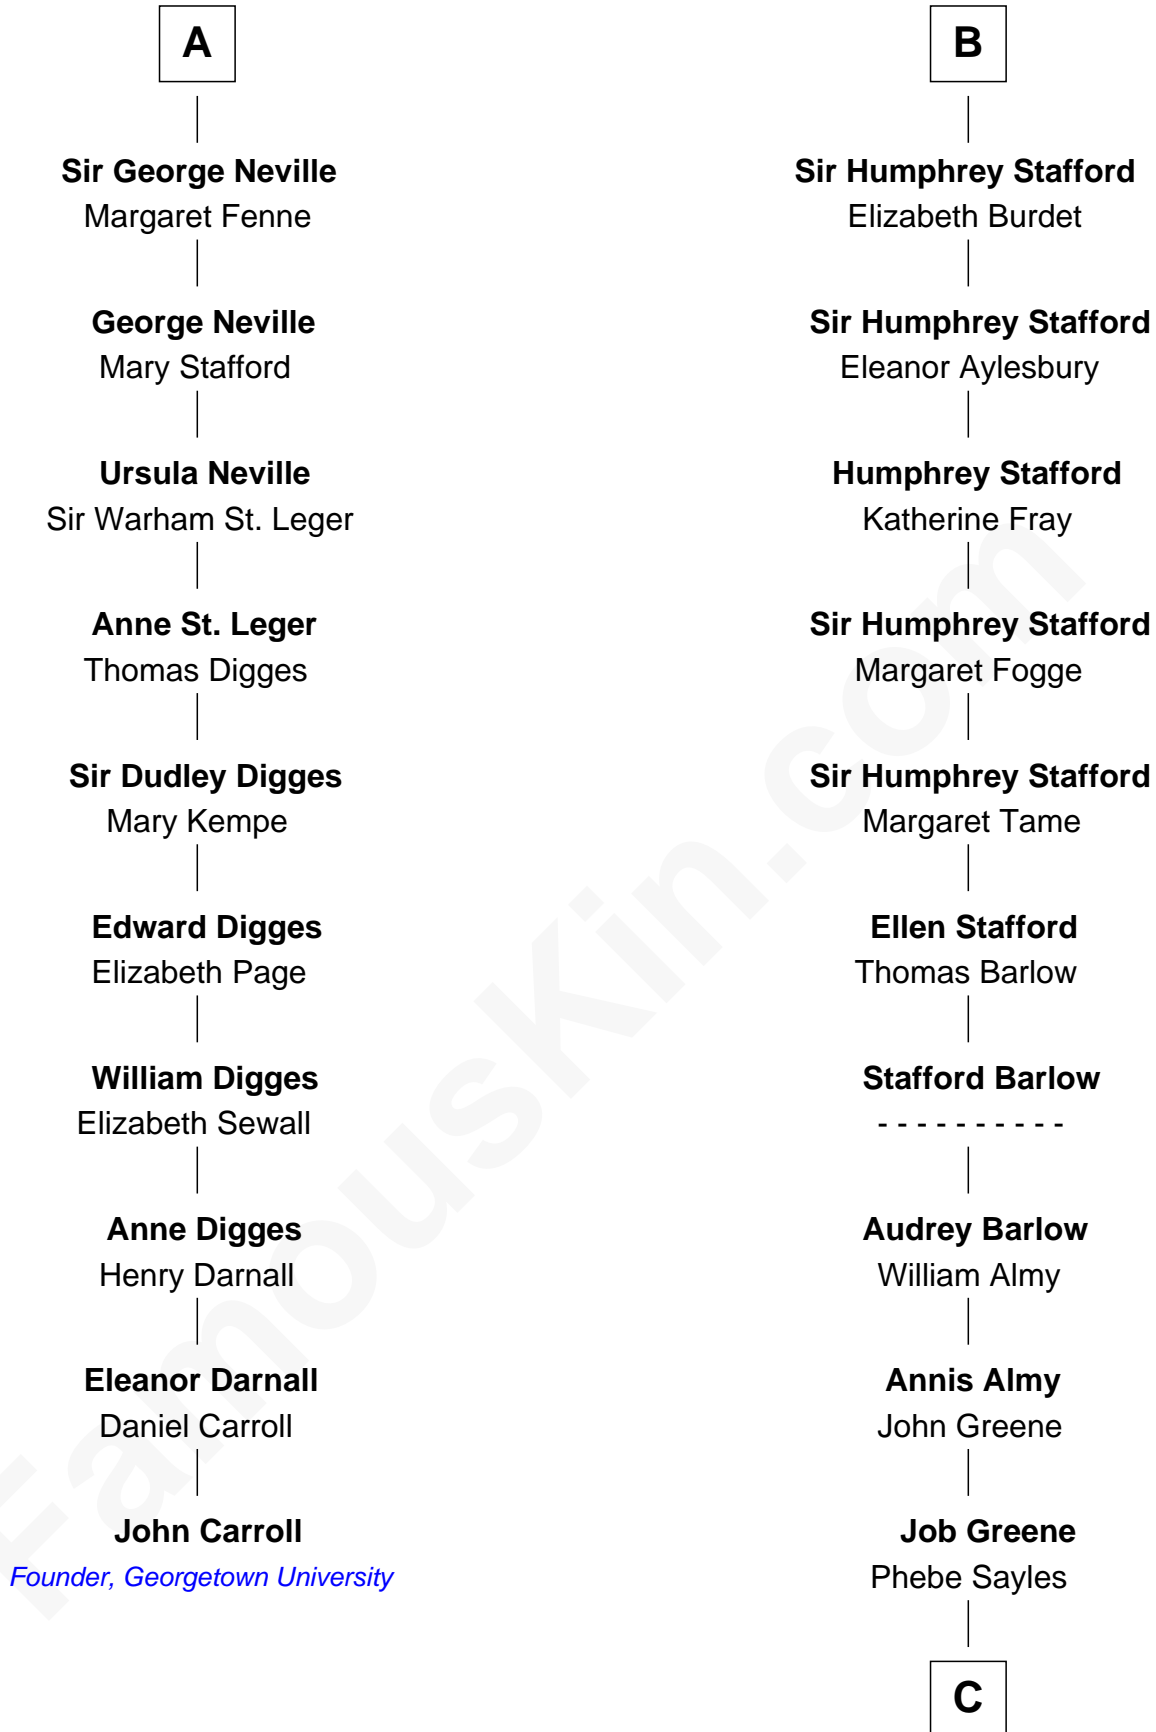 A
Sir George Neville
Margaret Fenne
George Neville
Mary Stafford
Ursula Neville
Sir Warham St. Leger
Anne St. Leger
Thomas Digges
Sir Dudley Digges
Mary Kempe
Edward Digges
Elizabeth Page
William Digges
Elizabeth Sewall
Anne Digges
Henry Darnall
Eleanor Darnall
Daniel Carroll
John Carroll
Founder, Georgetown University
B
Sir Humphrey Stafford
Elizabeth Burdet
Sir Humphrey Stafford
Eleanor Aylesbury
Humphrey Stafford
Katherine Fray
Sir Humphrey Stafford
Margaret Fogge
Sir Humphrey Stafford
Margaret Tame
Ellen Stafford
Thomas Barlow
Stafford Barlow
- - - - - - - - - -
Audrey Barlow
William Almy
Annis Almy
John Greene
Job Greene
Phebe Sayles
C
FamousKin.com